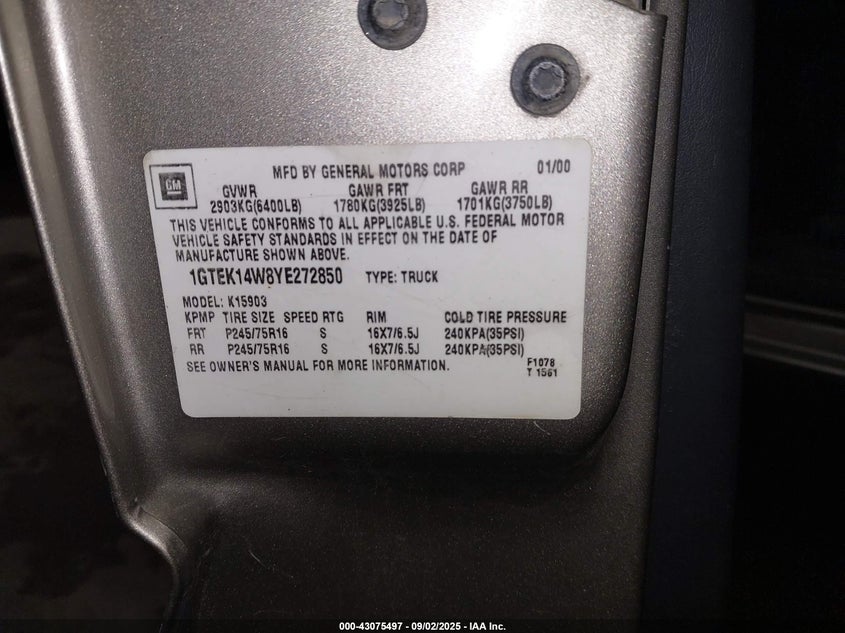 MFD BY GENERAL MOTORS CORP 01/00
GM
GVWR GAWR FRT GAWR RR
2903KG(6400LB) 1780KG(3925LB) 1701KG(3750LB)
THIS VEHICLE CONFORMS TO ALL APPLICABLE U.S. FEDERAL MOTOR
VEHICLE SAFETY STANDARDS IN EFFECT ON THE DATE OF
MANUFACTURE SHOWN ABOVE.
1GTEK14W8YE272850 TYPE: TRUCK
MODEL: K15903
KPMP TIRE SIZE SPEED RTG RIM COLD TIRE PRESSURE
FRT P245/75R16 S 16X7/6.5J 240KPA(35PSI)
RR P245/75R16 S 16X7/6.5J 240KPA(35PSI)
SEE OWNER'S MANUAL FOR MORE INFORMATION. F1078
T 1561
000-43075497 - 09/02/2025 - IAA Inc.